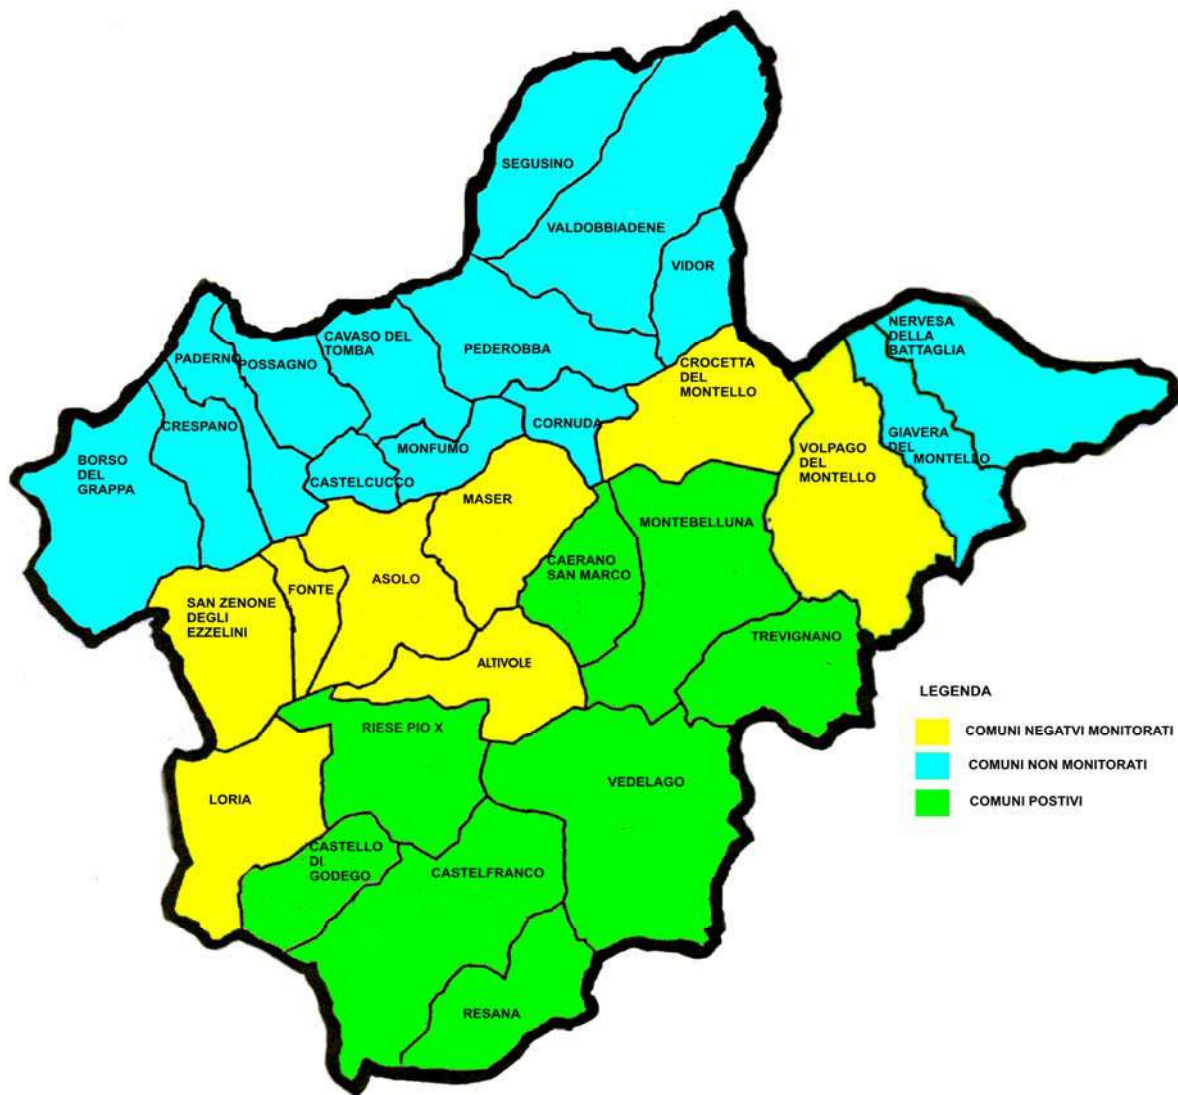 SEGUSINO
VALDOBBIADENE
VIDOR
NERVESA
DELLA
BATTAGLIA
CAVASO DEL
TOMBA
PADERNO
POSSAGNO
PEDEROBBA
CROCETTA
DEL
MONTELLO
CRESPANO
CORNUDA
GIAVERA
DEL
MONTELLO
MONFUMO
VOLPAGO
DEL
MONTELLO
BORSO
DEL
GRAPPA
CASTELCUCCO
MASER
MONTEBELLUNA
CAERANO
SAN MARCO
ASOLO
FONTE
SAN ZENONE
DEGLI
EZZELINI
TREVIGNANO
ALTIVOLE
RIESE PIO X
VEDELAGO
LORIA
CASTELLO
DI
GODEGO
CASTELFRANCO
RESANA
LEGENDA
COMUNI NEGATVI MONITORATI
COMUNI NON MONITORATI
COMUNI POSTIVI